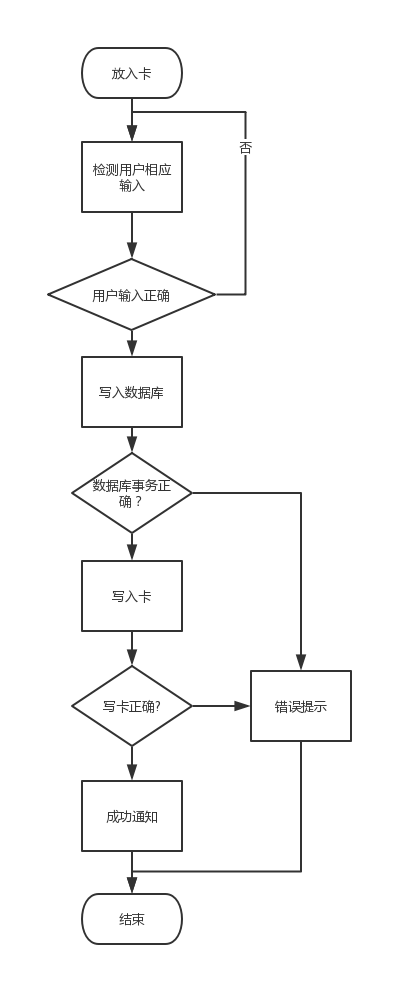 放入卡
否
检测用户相应
输入
用户输入正确
写入数据库
数据库事务正
确？
写入卡
写卡正确?
错误提示
成功通知
结束